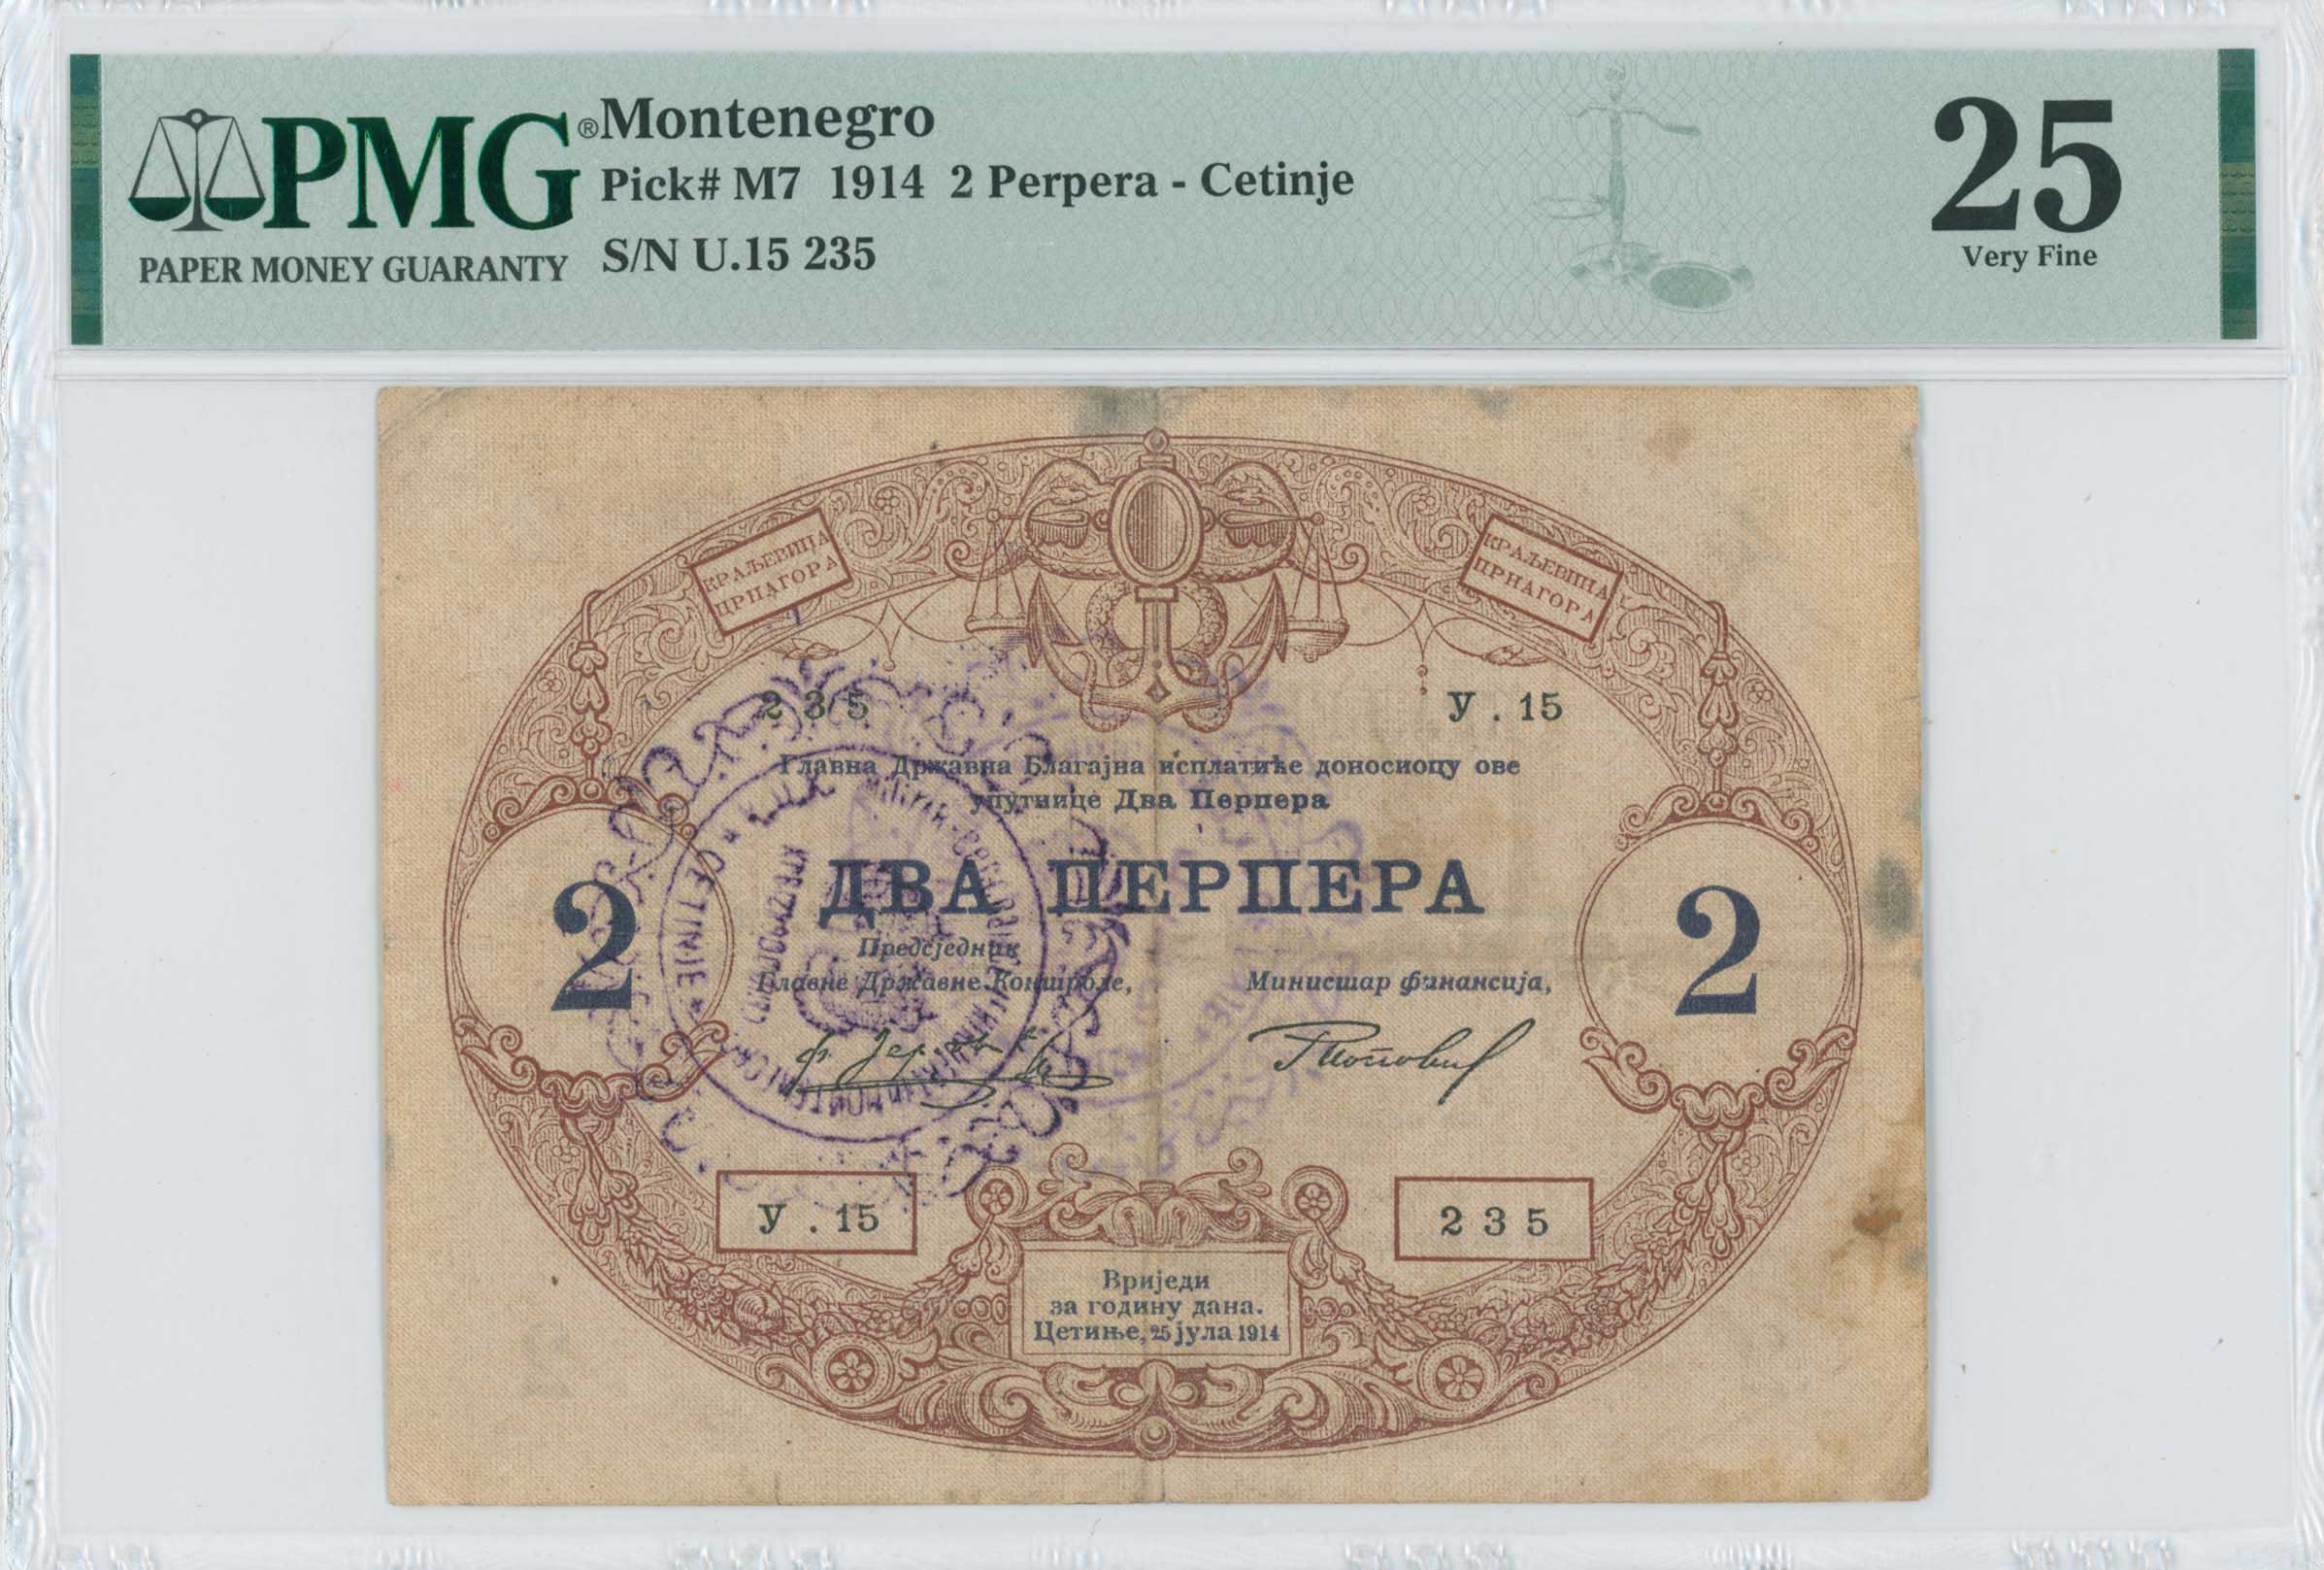 PMG®
PAPER MONEY GUARANTY
Montenegro
Pick# M7 1914 2 Perpera - Cetinje
S/N U.15 235
25
Very Fine
КРАЉЕВИНА
ЦРНАГОРА
КРАЉЕВИНА
ЦРНАГОРА
235
У . 15
Главна Државна Благајна исплатиће доносиоцу ове
упутнице Два Перпера
ДВА ПЕРПЕРА
2
2
Предсједник
Главне Државне Контроле,
Министар финансија,
CETINJE
У . 15
235
Вриједи
за годину дана.
Цетиње, 25 јула 1914